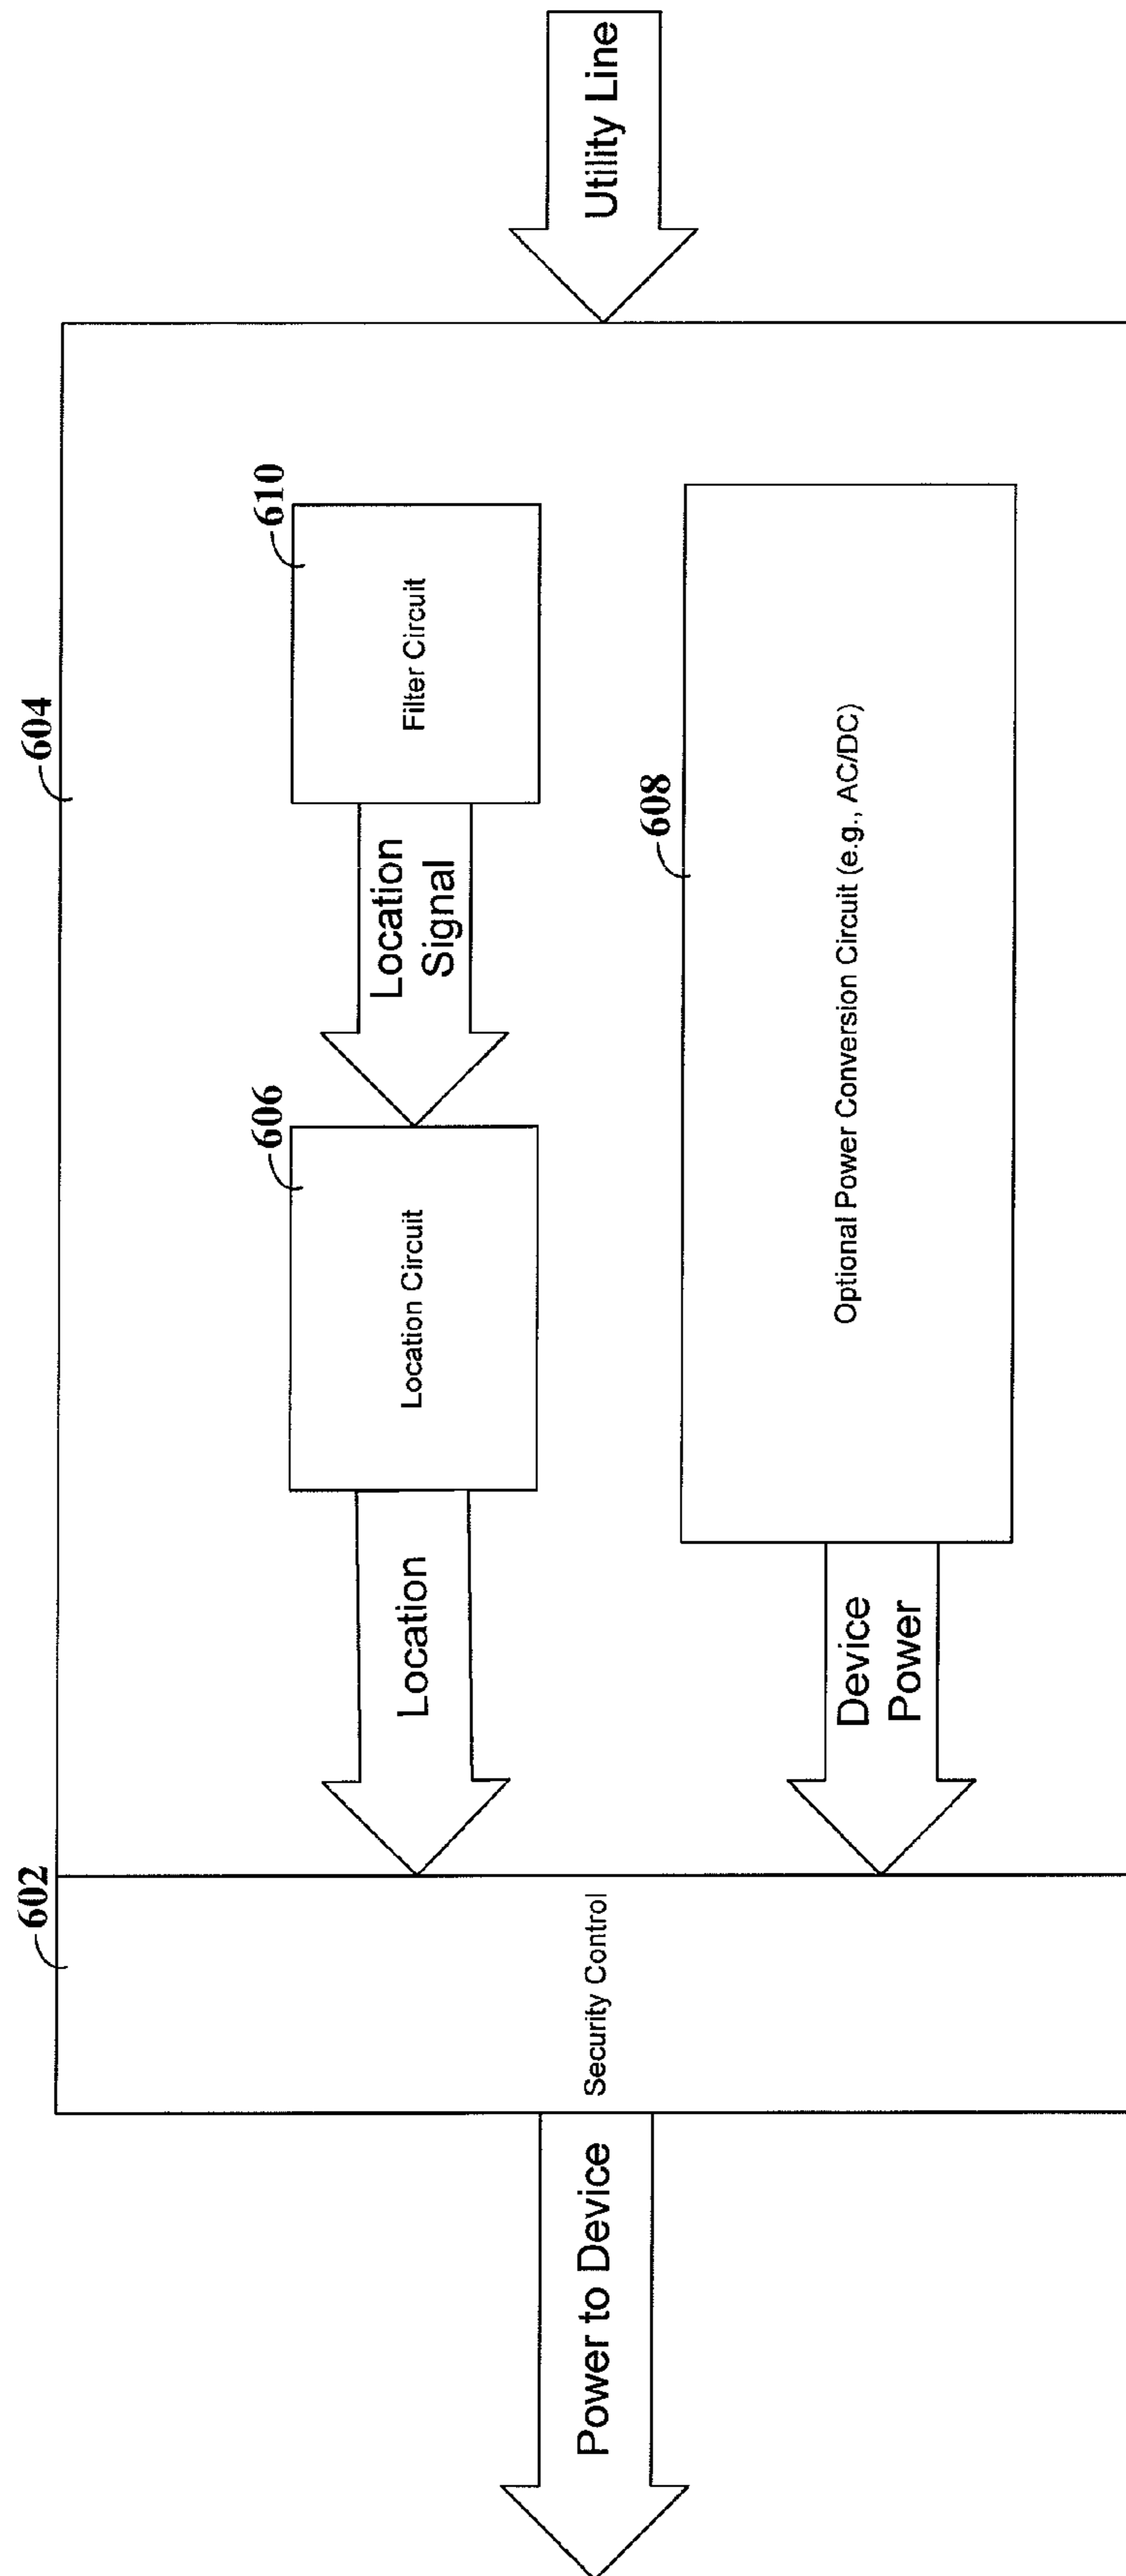 602
604
610
606
608
Utility Line
Filter Circuit
Location
Signal
Location Circuit
Location
Optional Power Conversion Circuit (e.g., AC/DC)
Device
Power
Security Control
Power to Device